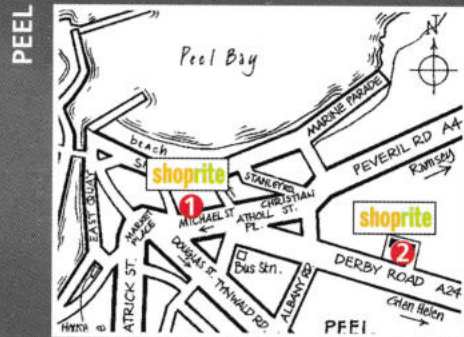 PEEL
N
Peel Bay
MARINE PARADE
beach
PEVERIL RD A4
Ramsey
shoprite
STANLEY RD
EAST QUAY
1
CHRISTIAN
MICHAEL ST
ATHOLL ST.
PL.
shoprite
MARKET PLACE
2
DOUGLAS ST.
Bus Stn.
DERBY ROAD
A24
TYNWALD RD
ALBANY RD
ATRICK ST.
Glen Helen
PEEL